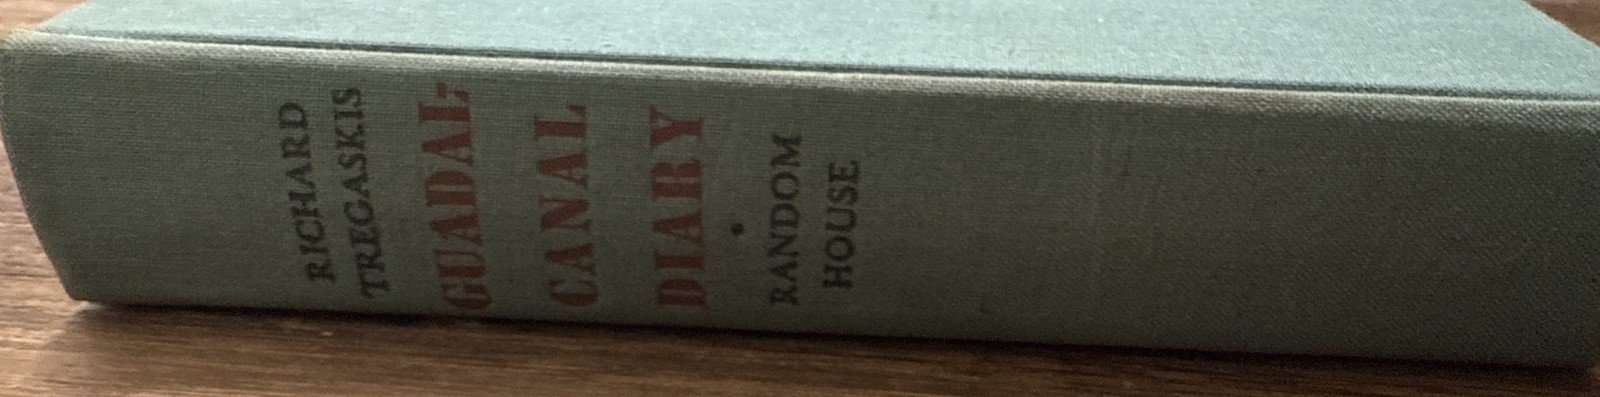 RICHARD
TREGASKIS
GUADAL-
CANAL
DIARY
•
RANDOM
HOUSE